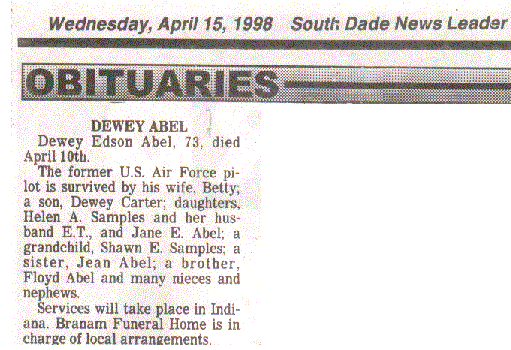 Wednesday, April 15, 1998 South Dade News Leader
OBITUARIES
DEWEY ABEL
Dewey Edson Abel, 73, died
April 10th.
The former U.S. Air Force pi-
lot is survived by his wife, Betty;
a son, Dewey Carter; daughters,
Helen A. Samples and her hus-
band E.T., and Jane E. Abel; a
grandchild, Shawn E. Samples; a
sister, Jean Abel; a brother,
Floyd Abel and many nieces and
nephews.
Services will take place in Indi-
ana. Branam Funeral Home is in
charge of local arrangements.